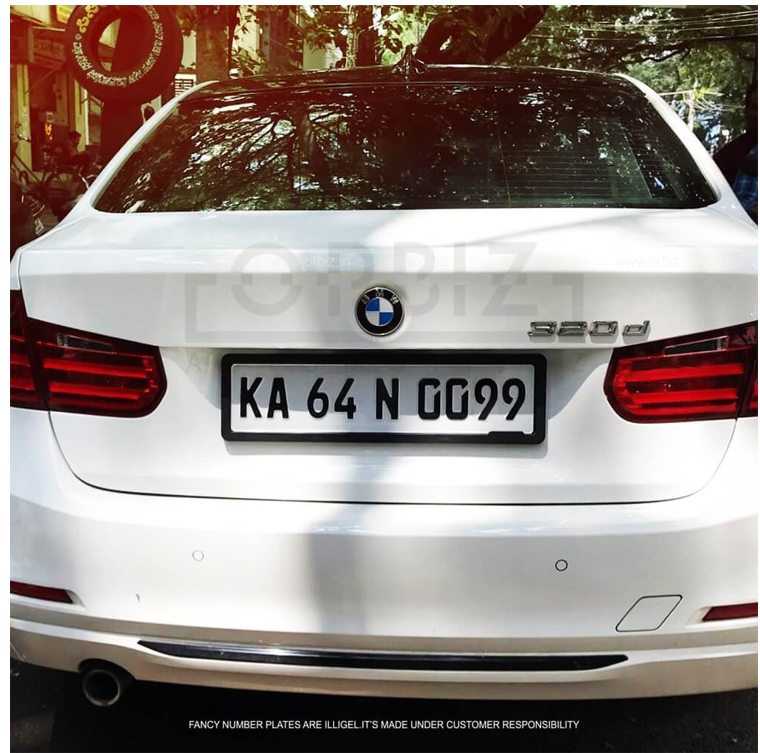 www.orbiz.in
ORBIZ
BMW
320d
KA 64 N 0099
FANCY NUMBER PLATES ARE ILLIGEL.IT'S MADE UNDER CUSTOMER RESPONSIBILITY